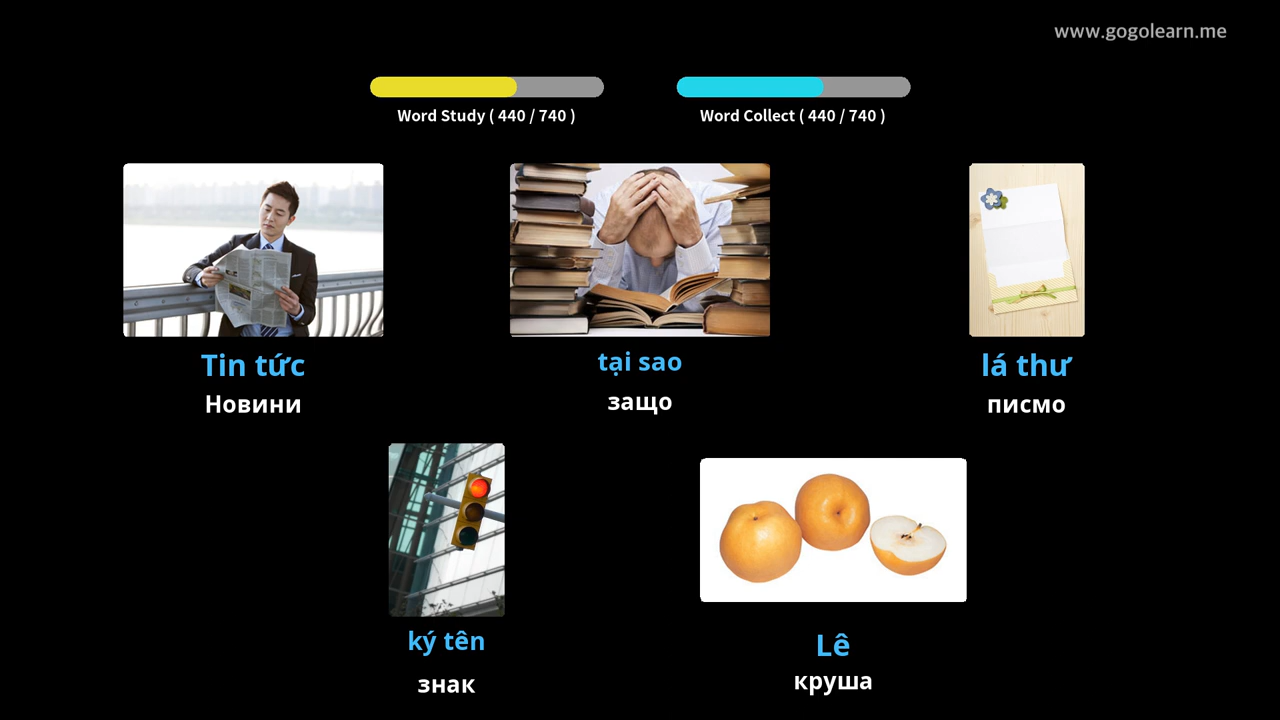 www.gogolearn.me
Word Study ( 440 / 740 )
Word Collect ( 440 / 740 )
Tin tức
Новини
tại sao
защо
lá thư
писмо
ký tên
знак
Lê
круша